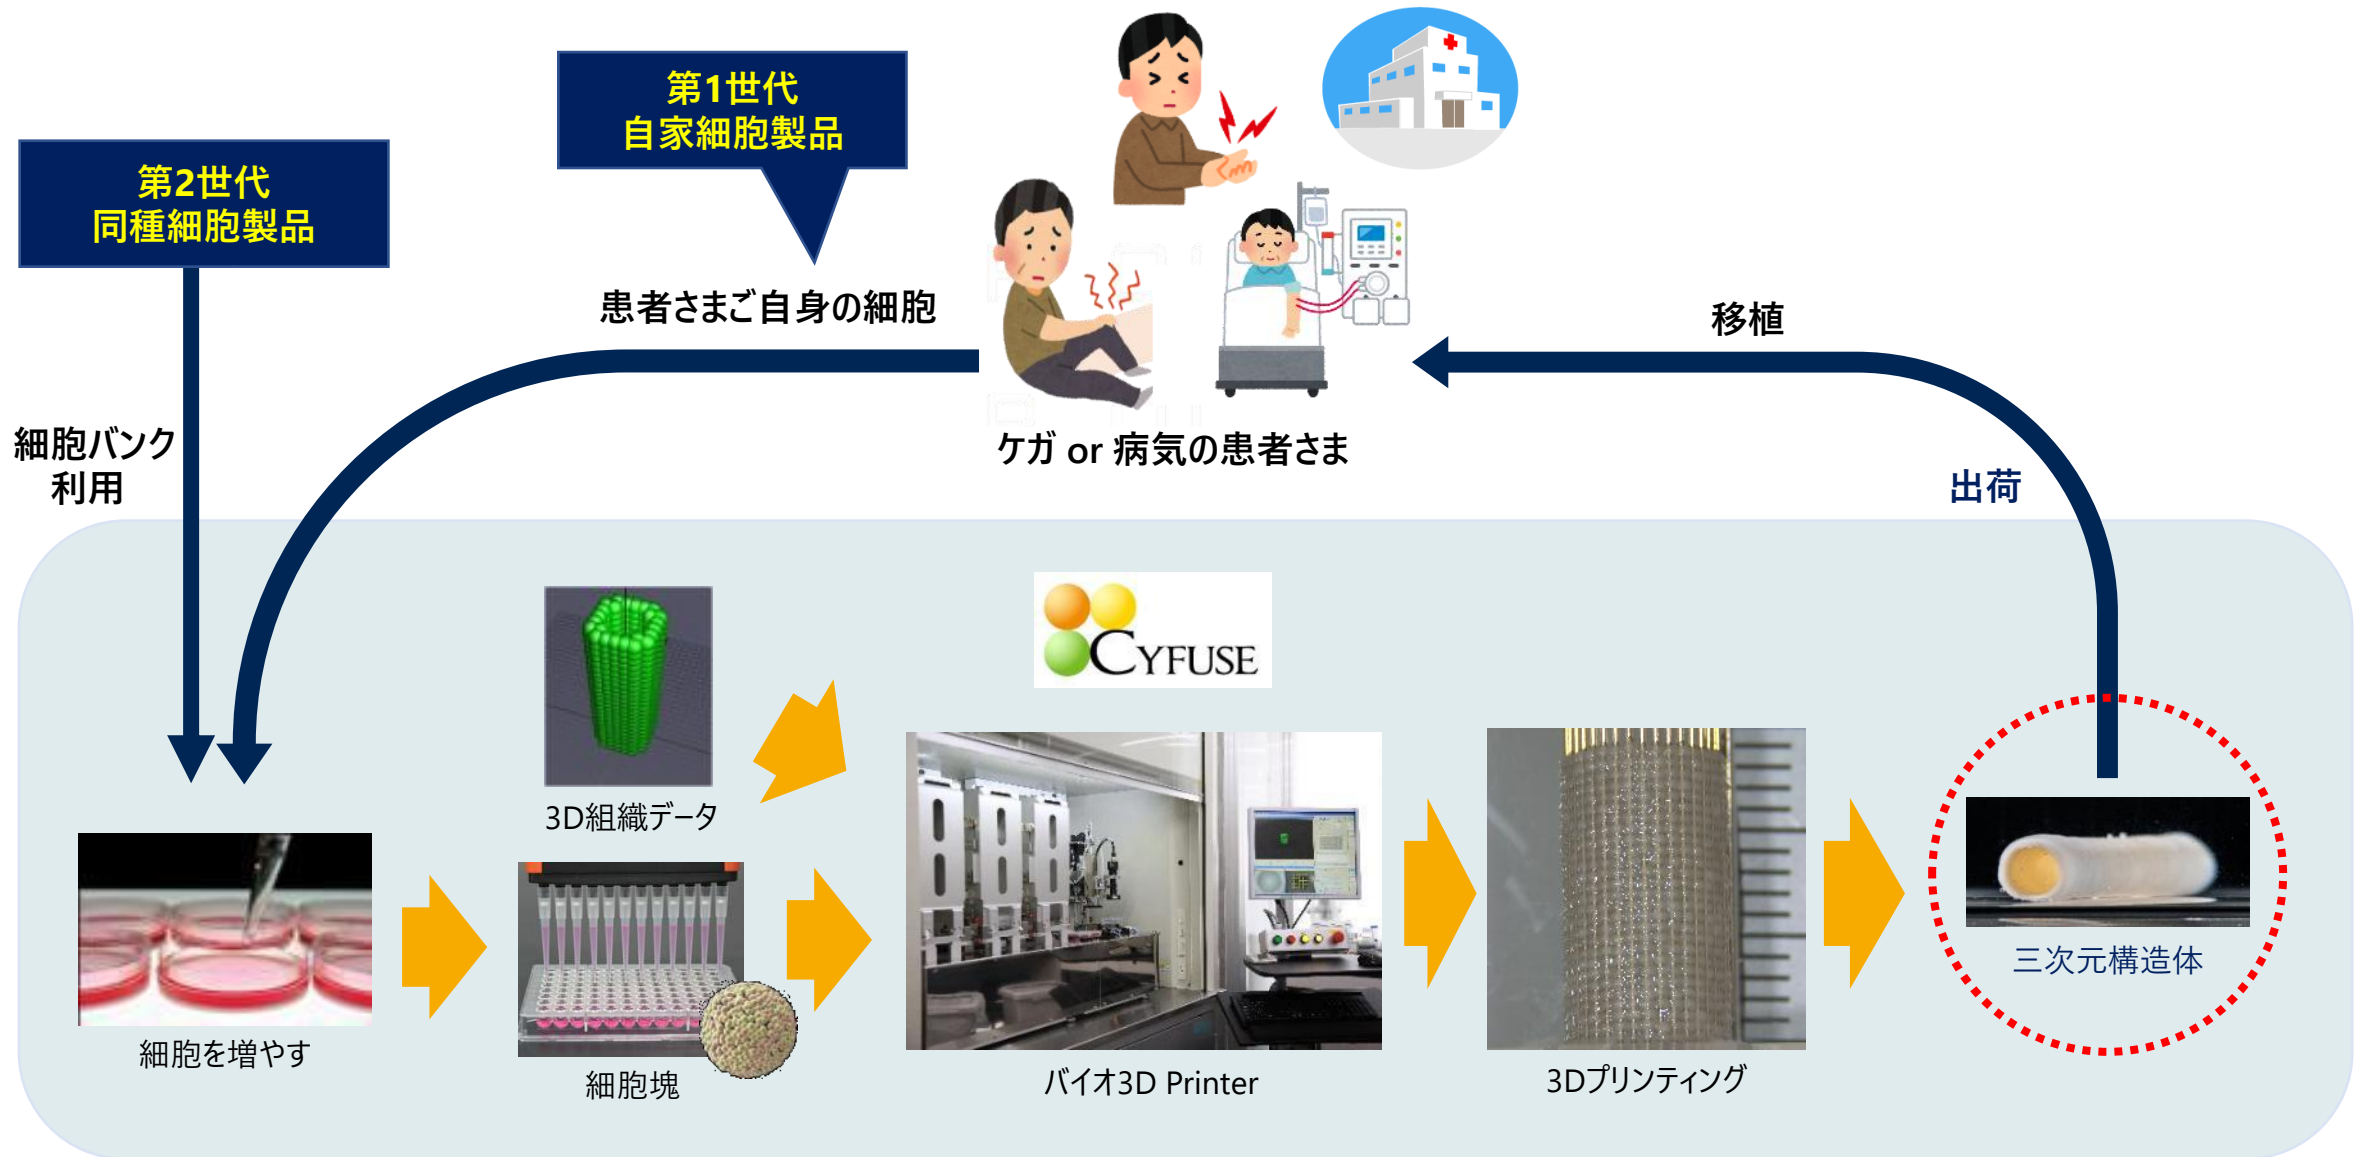 第1世代
自家細胞製品
第2世代
同種細胞製品
患者さまご自身の細胞
移植
細胞バンク
利用
ケガ or 病気の患者さま
出荷
CYFUSE
3D組織データ
三次元構造体
細胞を増やす
細胞塊
バイオ3D Printer
3Dプリンティング